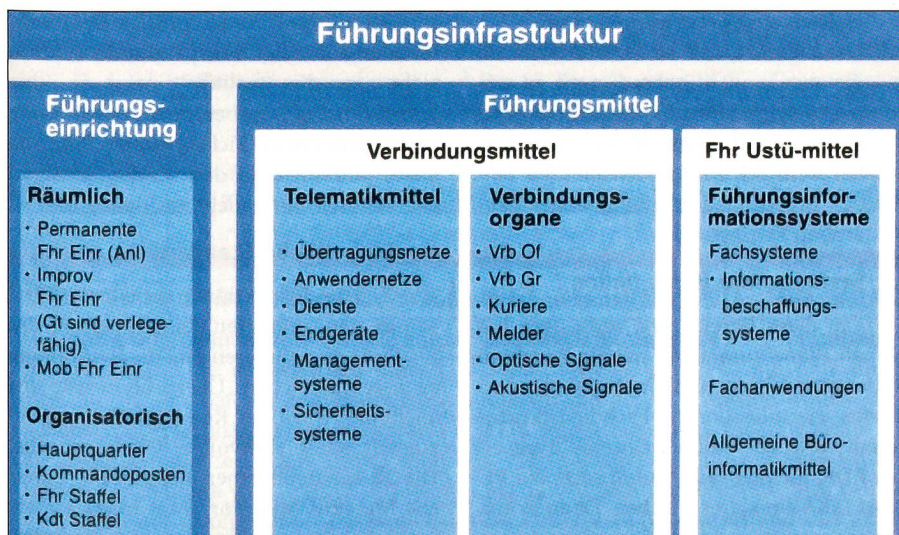 Führungsinfrastruktur
Führungs-
einrichtung
Räumlich
· Permanente
Fhr Einr (Anl)
· Improv
Fhr Einr
(Gt sind verlege-
fähig)
· Mob Fhr Einr
Organisatorisch
· Hauptquartier
· Kommandoposten
· Fhr Staffel
· Kdt Staffel
Führungsmittel
Verbindungsmittel
Telematikmittel
· Übertragungsnetze
· Anwendernetze
· Dienste
· Endgeräte
· Management-
systeme
· Sicherheits-
systeme
Verbindungs-
organe
· Vrb Of
· Vrb Gr
· Kuriere
· Melder
· Optische Signale
· Akustische Signale
Fhr Ustü-mittel
Führungsinfor-
mationssysteme
Fachsysteme
· Informations-
beschaffungs-
systeme
Fachanwendungen
Allgemeine Büro-
informatikmittel